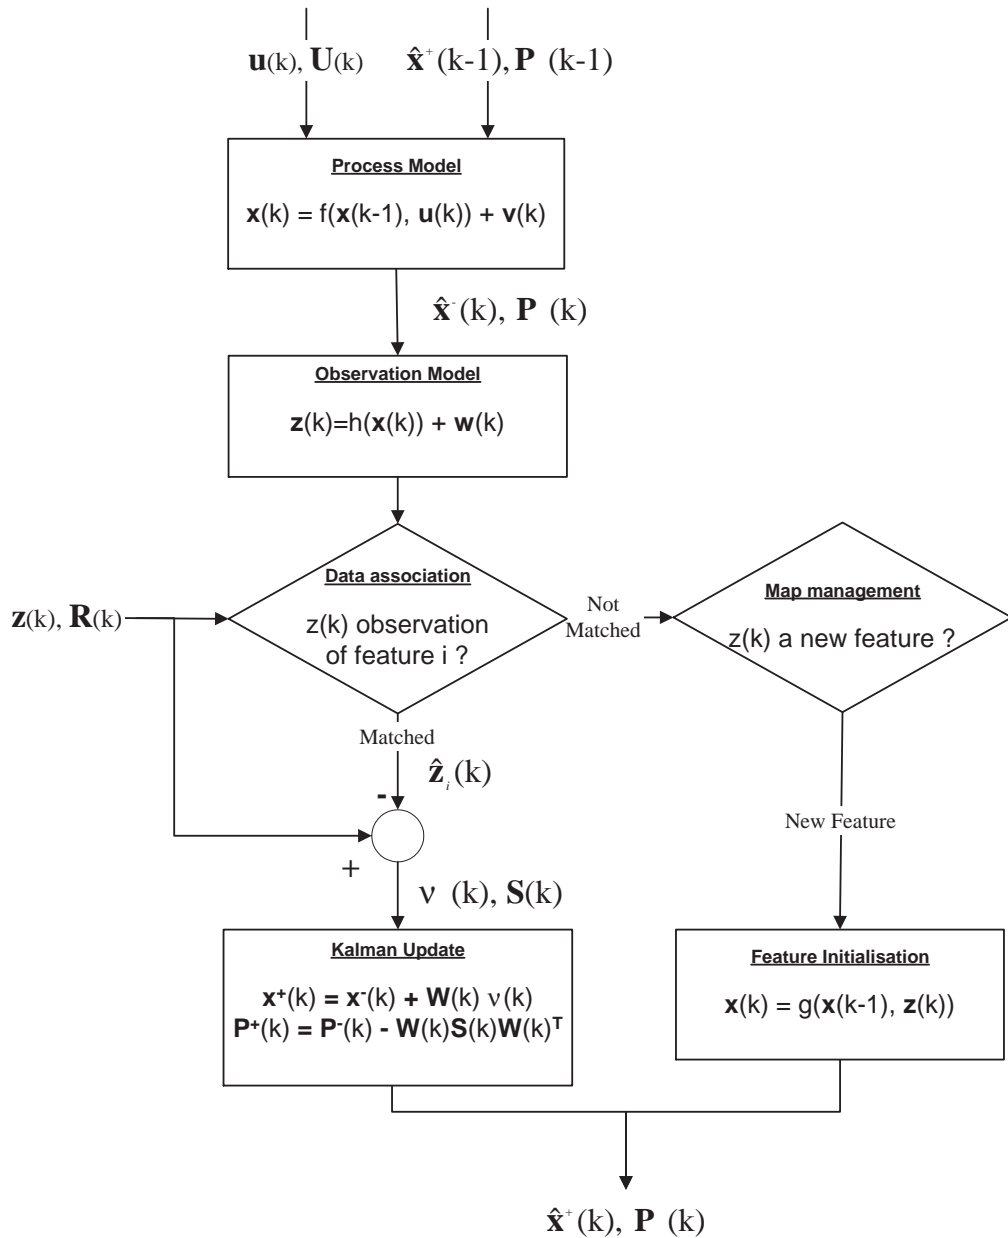 u(k), U(k)
x̂⁺(k-1), P (k-1)
Process Model
x(k) = f(x(k-1), u(k)) + v(k)
x̂⁻(k), P (k)
Observation Model
z(k)=h(x(k)) + w(k)
Data association
z(k) observation
of feature i ?
z(k), R(k)
Not
Matched
Map management
z(k) a new feature ?
Matched
ẑᵢ(k)
-
+
New Feature
ν (k), S(k)
Kalman Update
x⁺(k) = x⁻(k) + W(k) ν(k)
P⁺(k) = P⁻(k) - W(k)S(k)W(k)ᵀ
Feature Initialisation
x(k) = g(x(k-1), z(k))
x̂⁺(k), P (k)